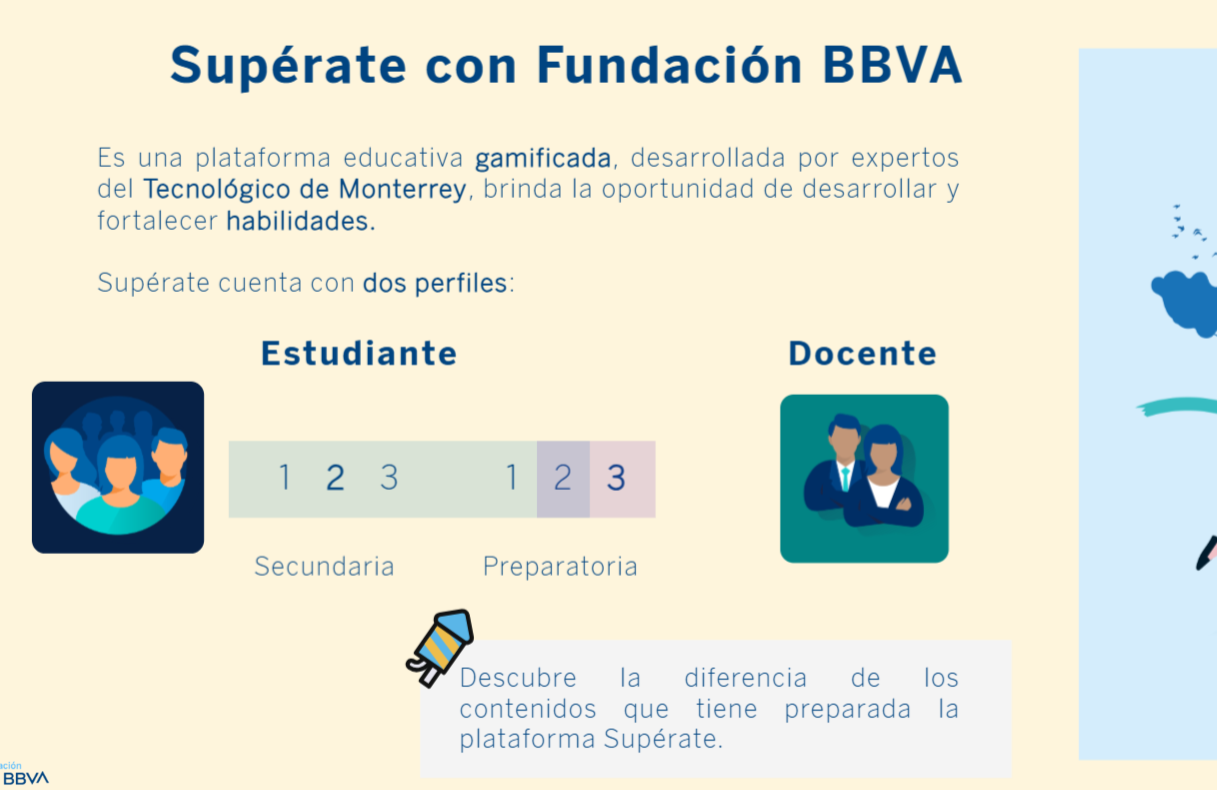 Supérate con Fundación BBVA
Es una plataforma educativa gamificada, desarrollada por expertos
del Tecnológico de Monterrey, brinda la oportunidad de desarrollar y
fortalecer habilidades.
Supérate cuenta con dos perfiles:
Estudiante
Docente
1 2 3 1 2 3
Secundaria Preparatoria
Descubre la diferencia de los
contenidos que tiene preparada la
plataforma Supérate.
ación
BBVA